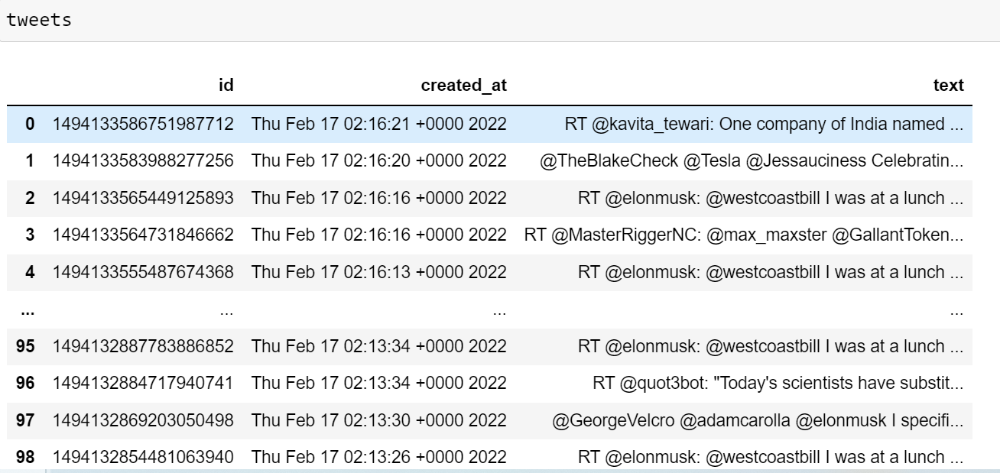 tweets
id created_at text
0 1494133586751987712 Thu Feb 17 02:16:21 +0000 2022 RT @kavita_tewari: One company of India named ...
1 1494133583988277256 Thu Feb 17 02:16:20 +0000 2022 @TheBlakeCheck @Tesla @Jessauciness Celebratin...
2 1494133565449125893 Thu Feb 17 02:16:16 +0000 2022 RT @elonmusk: @westcoastbill I was at a lunch ...
3 1494133564731846662 Thu Feb 17 02:16:16 +0000 2022 RT @MasterRiggerNC: @max_maxster @GallantToken...
4 1494133555487674368 Thu Feb 17 02:16:13 +0000 2022 RT @elonmusk: @westcoastbill I was at a lunch ...
... ... ... ...
95 1494132887783886852 Thu Feb 17 02:13:34 +0000 2022 RT @elonmusk: @westcoastbill I was at a lunch ...
96 1494132884717940741 Thu Feb 17 02:13:34 +0000 2022 RT @quot3bot: "Today's scientists have substit...
97 1494132869203050498 Thu Feb 17 02:13:30 +0000 2022 @GeorgeVelcro @adamcarolla @elonmusk I specifi...
98 1494132854481063940 Thu Feb 17 02:13:26 +0000 2022 RT @elonmusk: @westcoastbill I was at a lunch ...